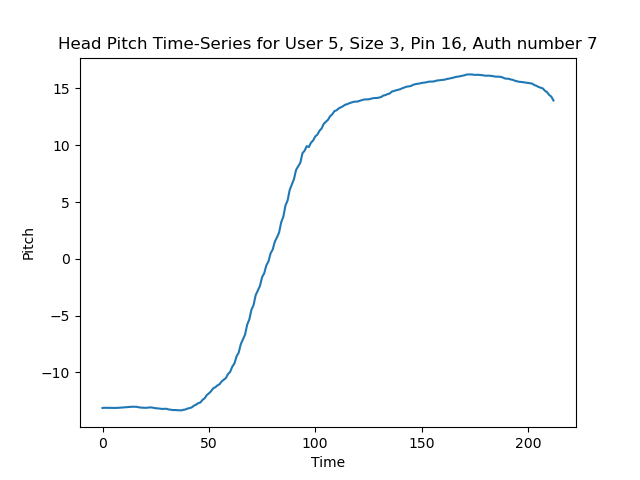 Head Pitch Time-Series for User 5, Size 3, Pin 16, Auth number 7
15
10
5
0
−5
−10
Pitch
0 50 100 150 200
Time